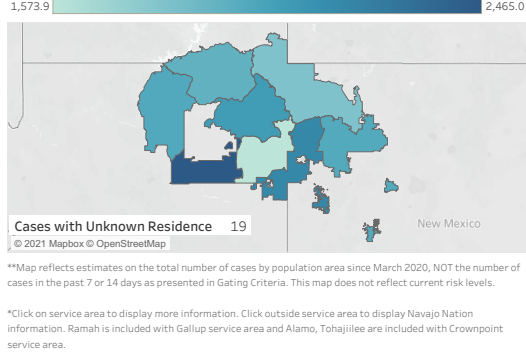 1,573.9 2,465.0
New Mexico
Cases with Unknown Residence 19
© 2021 Mapbox © OpenStreetMap
**Map reflects estimates on the total number of cases by population area since March 2020, NOT the number of
cases in the past 7 or 14 days as presented in Gating Criteria. This map does not reflect current risk levels.
*Click on service area to display more information. Click outside service area to display Navajo Nation
information. Ramah is included with Gallup service area and Alamo, Tohajiilee are included with Crownpoint
service area.